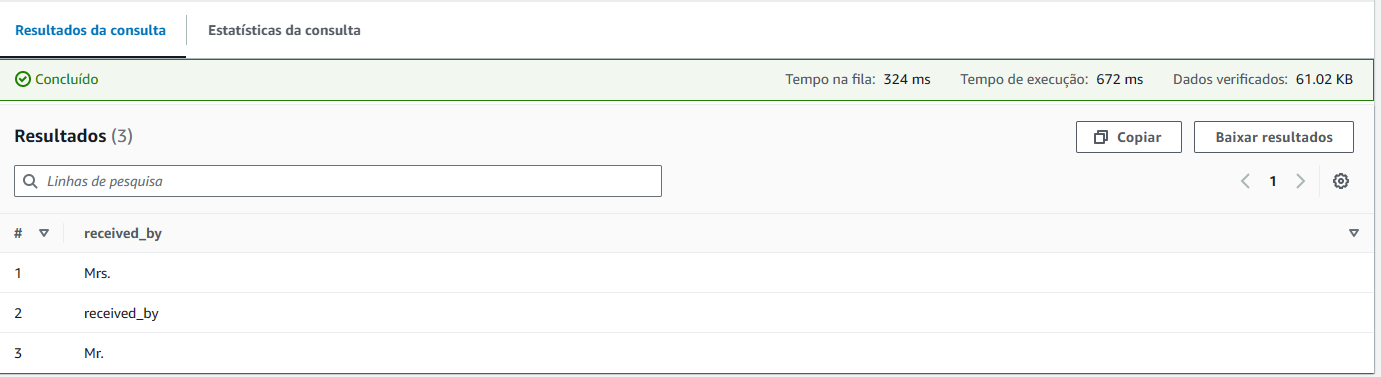 Resultados da consulta Estatísticas da consulta
Concluído Tempo na fila: 324 ms Tempo de execução: 672 ms Dados verificados: 61.02 KB
Resultados (3) Copiar Baixar resultados
Linhas de pesquisa 1
# received_by
1 Mrs.
2 received_by
3 Mr.